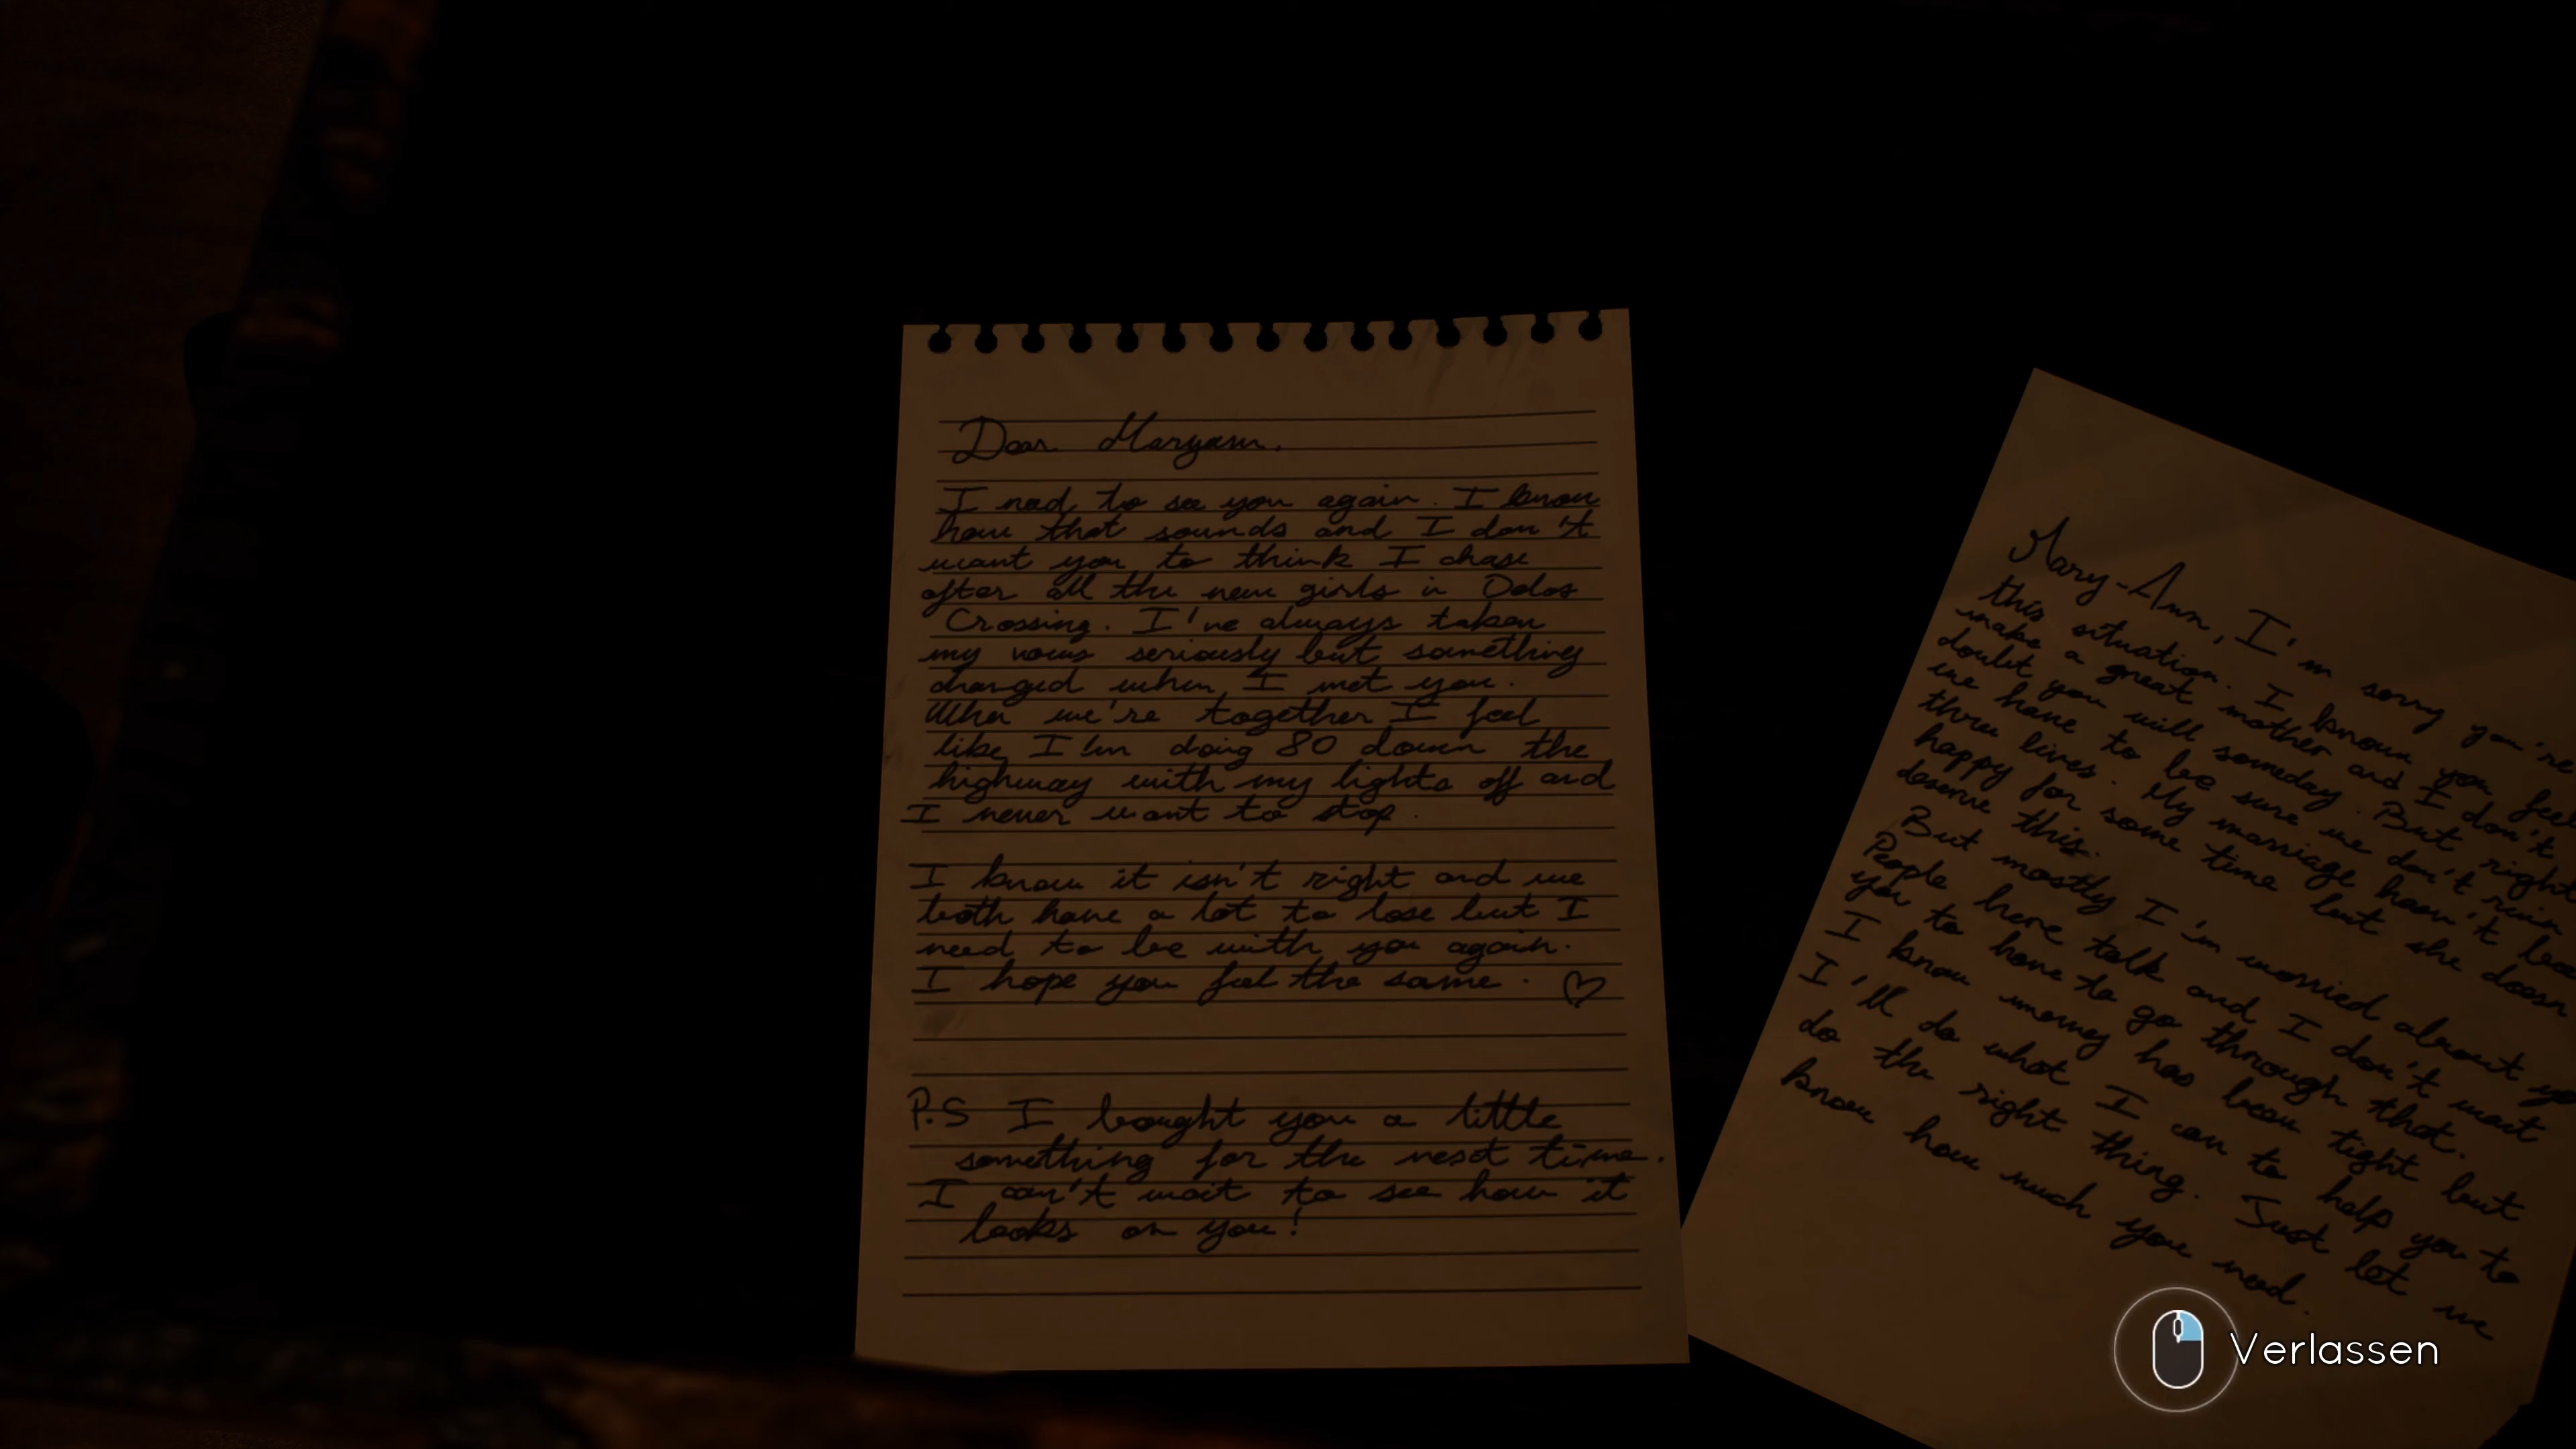 Dear Maryann,
I need to see you again. I know
how that sounds and I don't
want you to think I chase
after all the new girls in Delos
Crossing. I've always taken
my vows seriously but something
changed when I met you.
When we're together I feel
like I'm doing 80 down the
highway with my lights off and
I never want to stop.
I know it isn't right and we
both have a lot to lose but I
need to be with you again.
I hope you feel the same. ♡
P.S I bought you a little
something for the next time.
I can't wait to see how it
looks on you!
Mary-Ann, I'm sorry you're
this situation. I know you feel
make a great mother and I don't
doubt you will someday. But right
we have to be sure we don't ruin
three lives. My marriage hasn't
happy for some time but she doesn
deserve this.
But mostly I'm worried about
People here talk and I don't want
you to have to go through that.
I know money has been tight but
I'll do what I can to help you to
do the right thing. Just let me
know how much you need.
Verlassen